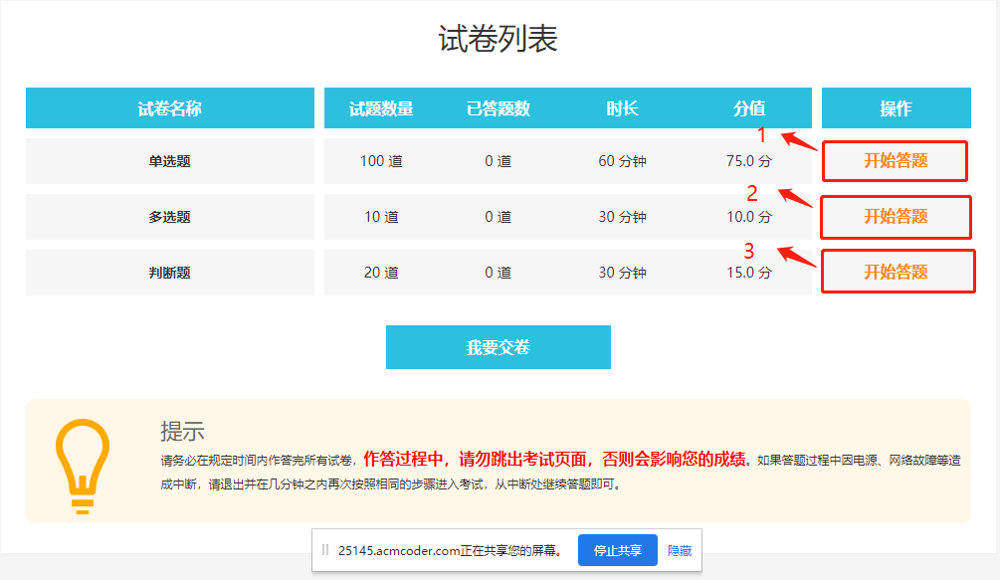 试卷列表
试卷名称 试题数量 已答题数 时长 分值 操作
1
单选题 100 道 0 道 60 分钟 75.0 分 开始答题
2
多选题 10 道 0 道 30 分钟 10.0 分 开始答题
3
判断题 20 道 0 道 30 分钟 15.0 分 开始答题
我要交卷
提示
请务必在规定时间内作答完所有试卷，作答过程中，请勿跳出考试页面，否则会影响您的成绩。如果答题过程中因电源、网络故障等造
成中断，请退出并在几分钟之内再次按照相同的步骤进入考试，从中断处继续答题即可。
25145.acmcoder.com正在共享您的屏幕。 停止共享 隐藏